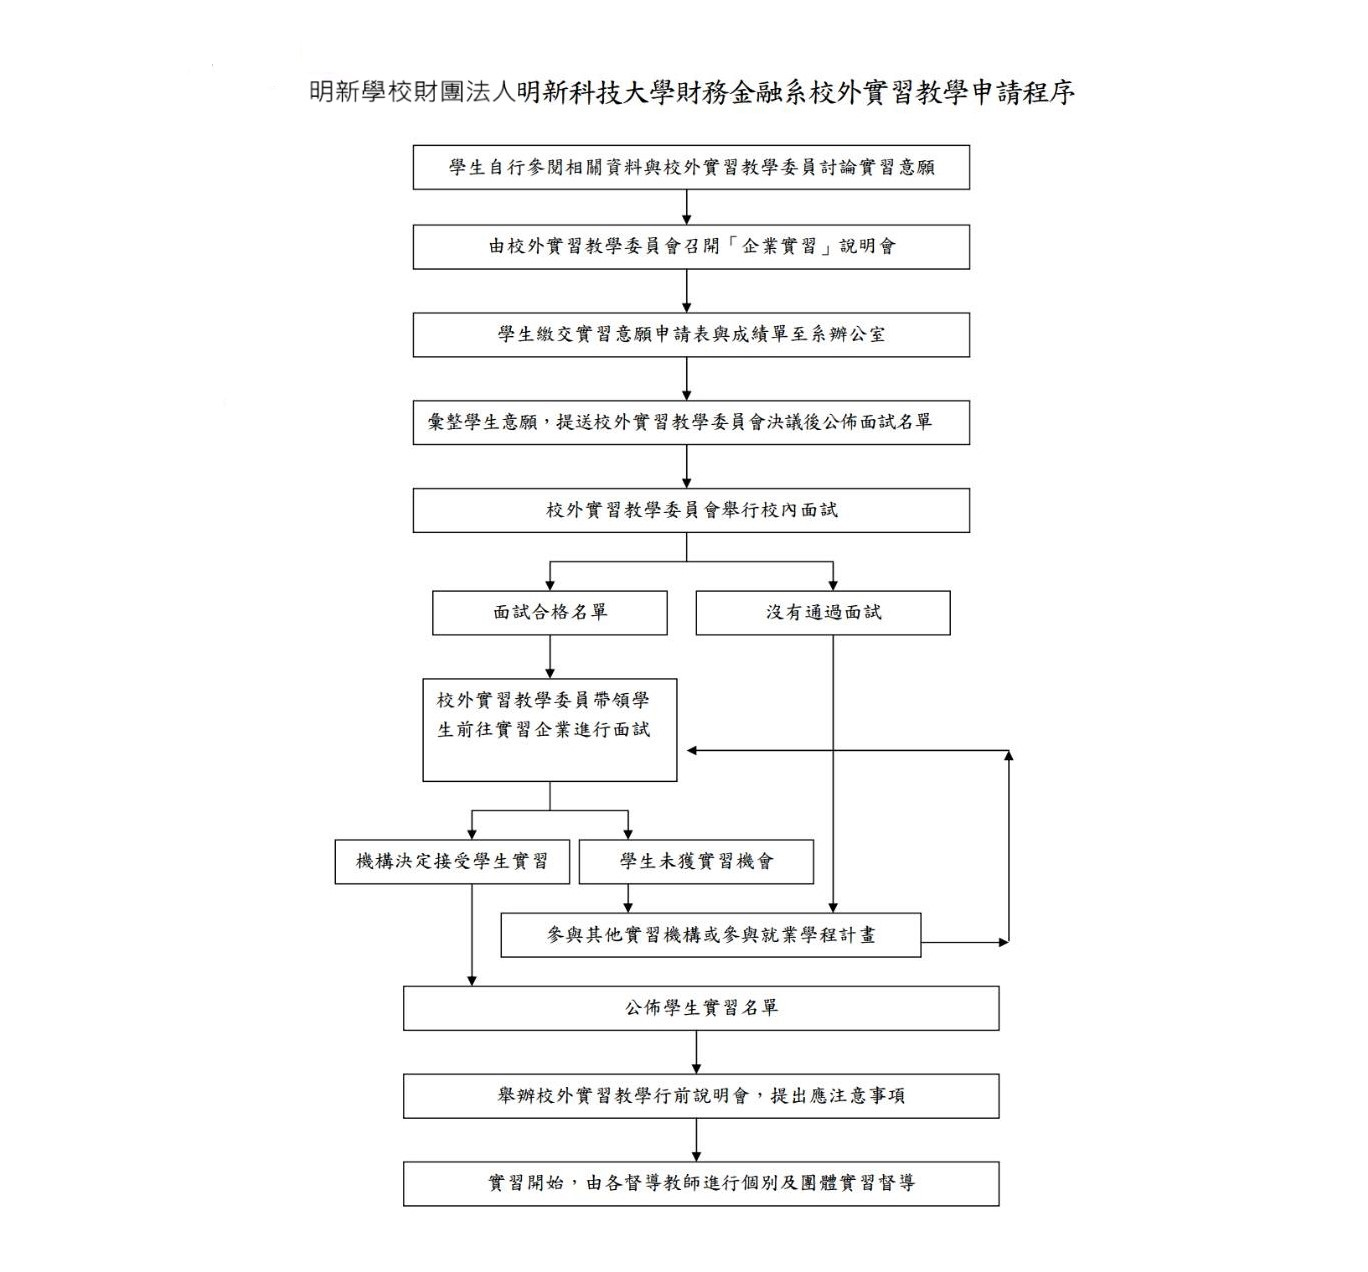 明新學校財團法人明新科技大學財務金融系校外實習教學申請程序
學生自行參閱相關資料與校外實習教學委員討論實習意願
由校外實習教學委員會召開「企業實習」說明會
學生繳交實習意願申請表與成績單至系辦公室
彙整學生意願，提送校外實習教學委員會決議後公佈面試名單
校外實習教學委員會舉行校內面試
面試合格名單
沒有通過面試
校外實習教學委員帶領學
生前往實習企業進行面試
機構決定接受學生實習
學生未獲實習機會
參與其他實習機構或參與就業學程計畫
公佈學生實習名單
舉辦校外實習教學行前說明會，提出應注意事項
實習開始，由各督導教師進行個別及團體實習督導